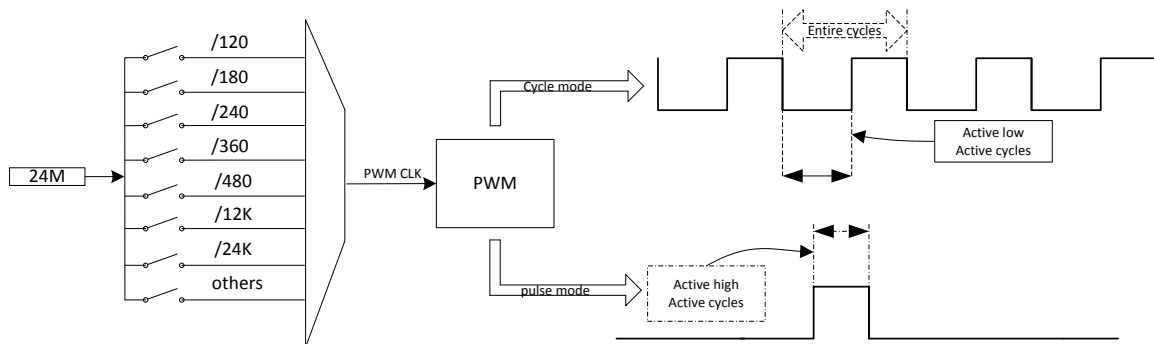 24M
/120
/180
/240
/360
/480
/12K
/24K
others
PWM CLK
PWM
Cycle mode
pulse mode
Entire cycles
Active low
Active cycles
Active high
Active cycles